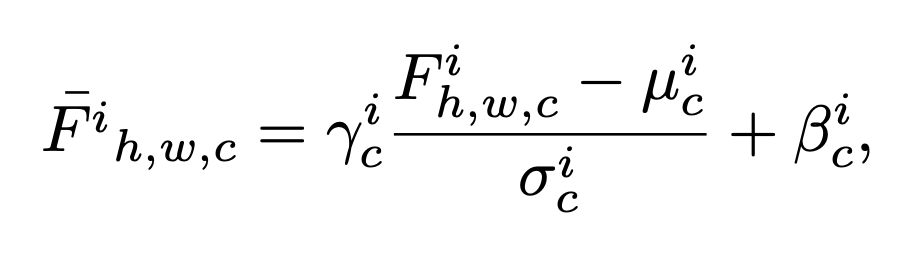 $\bar{F^i}_{h,w,c} = \gamma^i_c \frac{F^i_{h,w,c} - \mu^i_c}{\sigma^i_c} + \beta^i_c,$